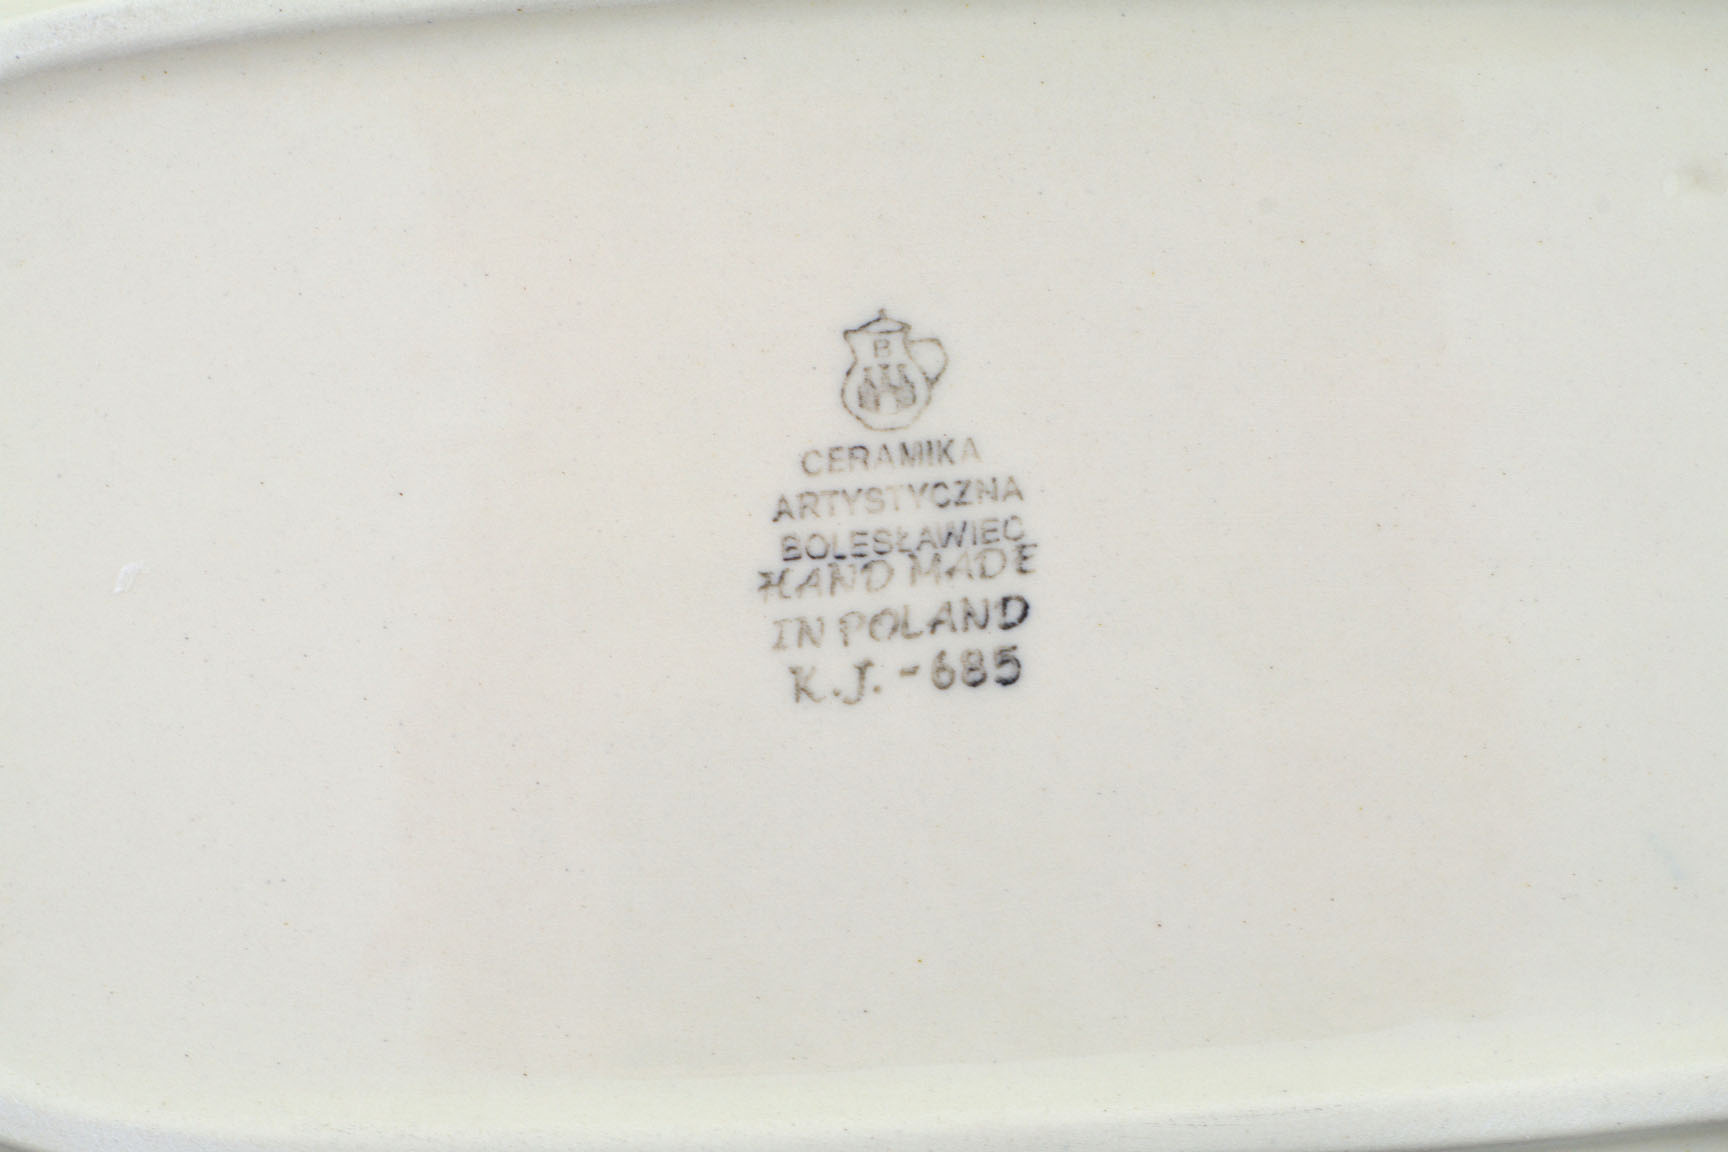 B
CERAMIKA
ARTYSTYCZNA
BOLESŁAWIEC
HAND MADE
IN POLAND
K.J.-685